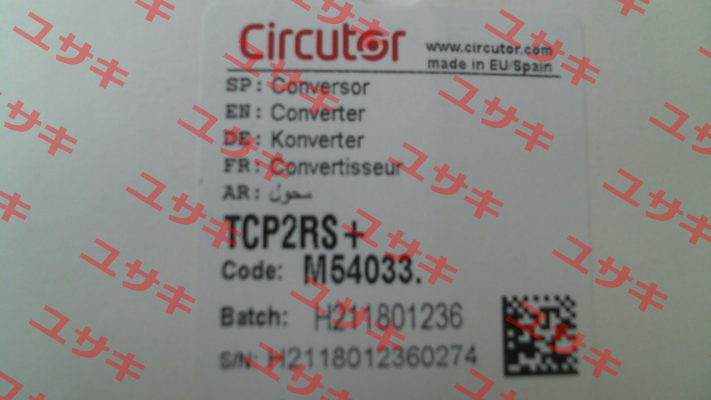 Circutor
www.circutor.com
made in EU/Spain
SP: Conversor
EN: Converter
DE: Konverter
FR: Convertisseur
AR: محول
TCP2RS+
Code: M54033.
Batch: H211801236
S/N: H2118012360274
ユサキ